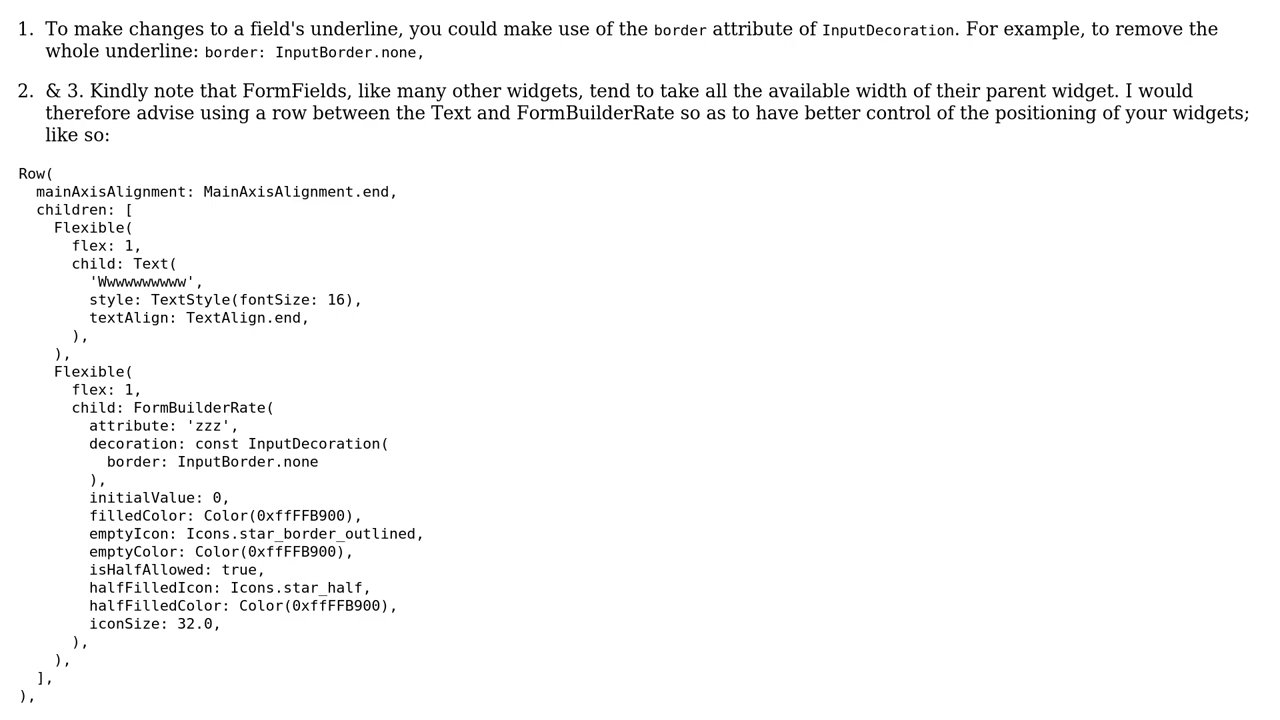 1. To make changes to a field's underline, you could make use of the border attribute of InputDecoration. For example, to remove the
whole underline: border: InputBorder.none,
2. & 3. Kindly note that FormFields, like many other widgets, tend to take all the available width of their parent widget. I would
therefore advise using a row between the Text and FormBuilderRate so as to have better control of the positioning of your widgets;
like so:
Row(
  mainAxisAlignment: MainAxisAlignment.end,
  children: [
    Flexible(
      flex: 1,
      child: Text(
        'Wwwwwwwwww',
        style: TextStyle(fontSize: 16),
        textAlign: TextAlign.end,
      ),
    ),
    Flexible(
      flex: 1,
      child: FormBuilderRate(
        attribute: 'zzz',
        decoration: const InputDecoration(
          border: InputBorder.none
        ),
        initialValue: 0,
        filledColor: Color(0xffFFB900),
        emptyIcon: Icons.star_border_outlined,
        emptyColor: Color(0xffFFB900),
        isHalfAllowed: true,
        halfFilledIcon: Icons.star_half,
        halfFilledColor: Color(0xffFFB900),
        iconSize: 32.0,
      ),
    ),
  ],
),